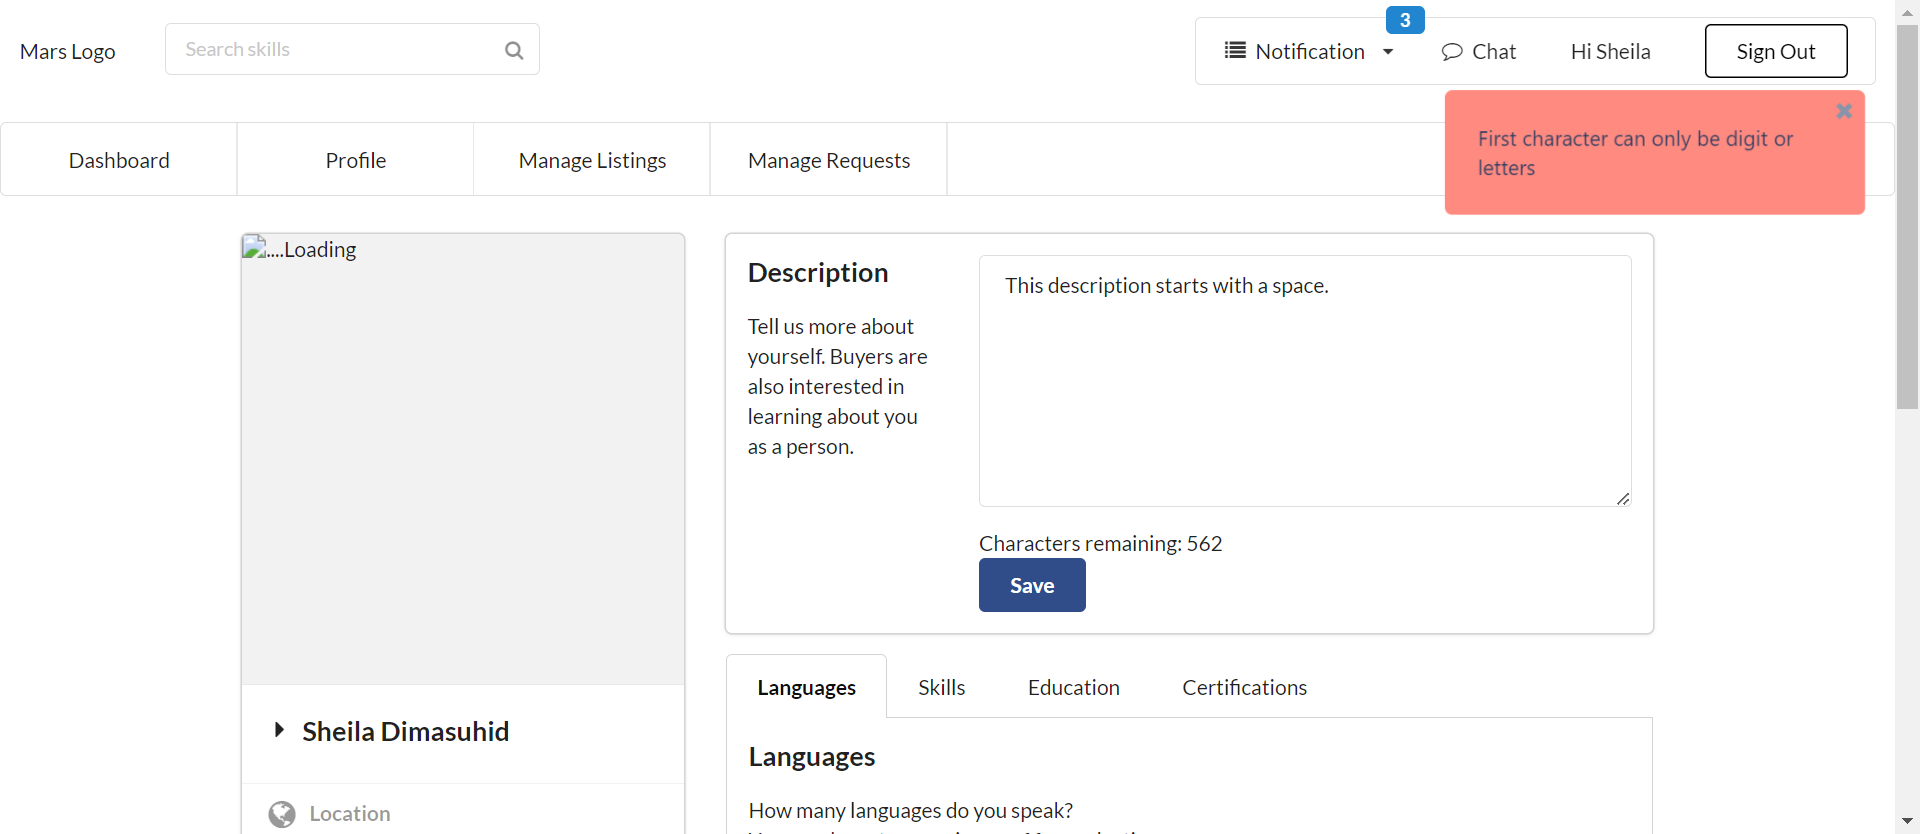 3
Mars Logo
Search skills
Notification
Chat
Hi Sheila
Sign Out
First character can only be digit or
letters
Dashboard
Profile
Manage Listings
Manage Requests
....Loading
Description
Tell us more about
yourself. Buyers are
also interested in
learning about you
as a person.
This description starts with a space.
Characters remaining: 562
Save
Sheila Dimasuhid
Location
Languages
Skills
Education
Certifications
Languages
How many languages do you speak?